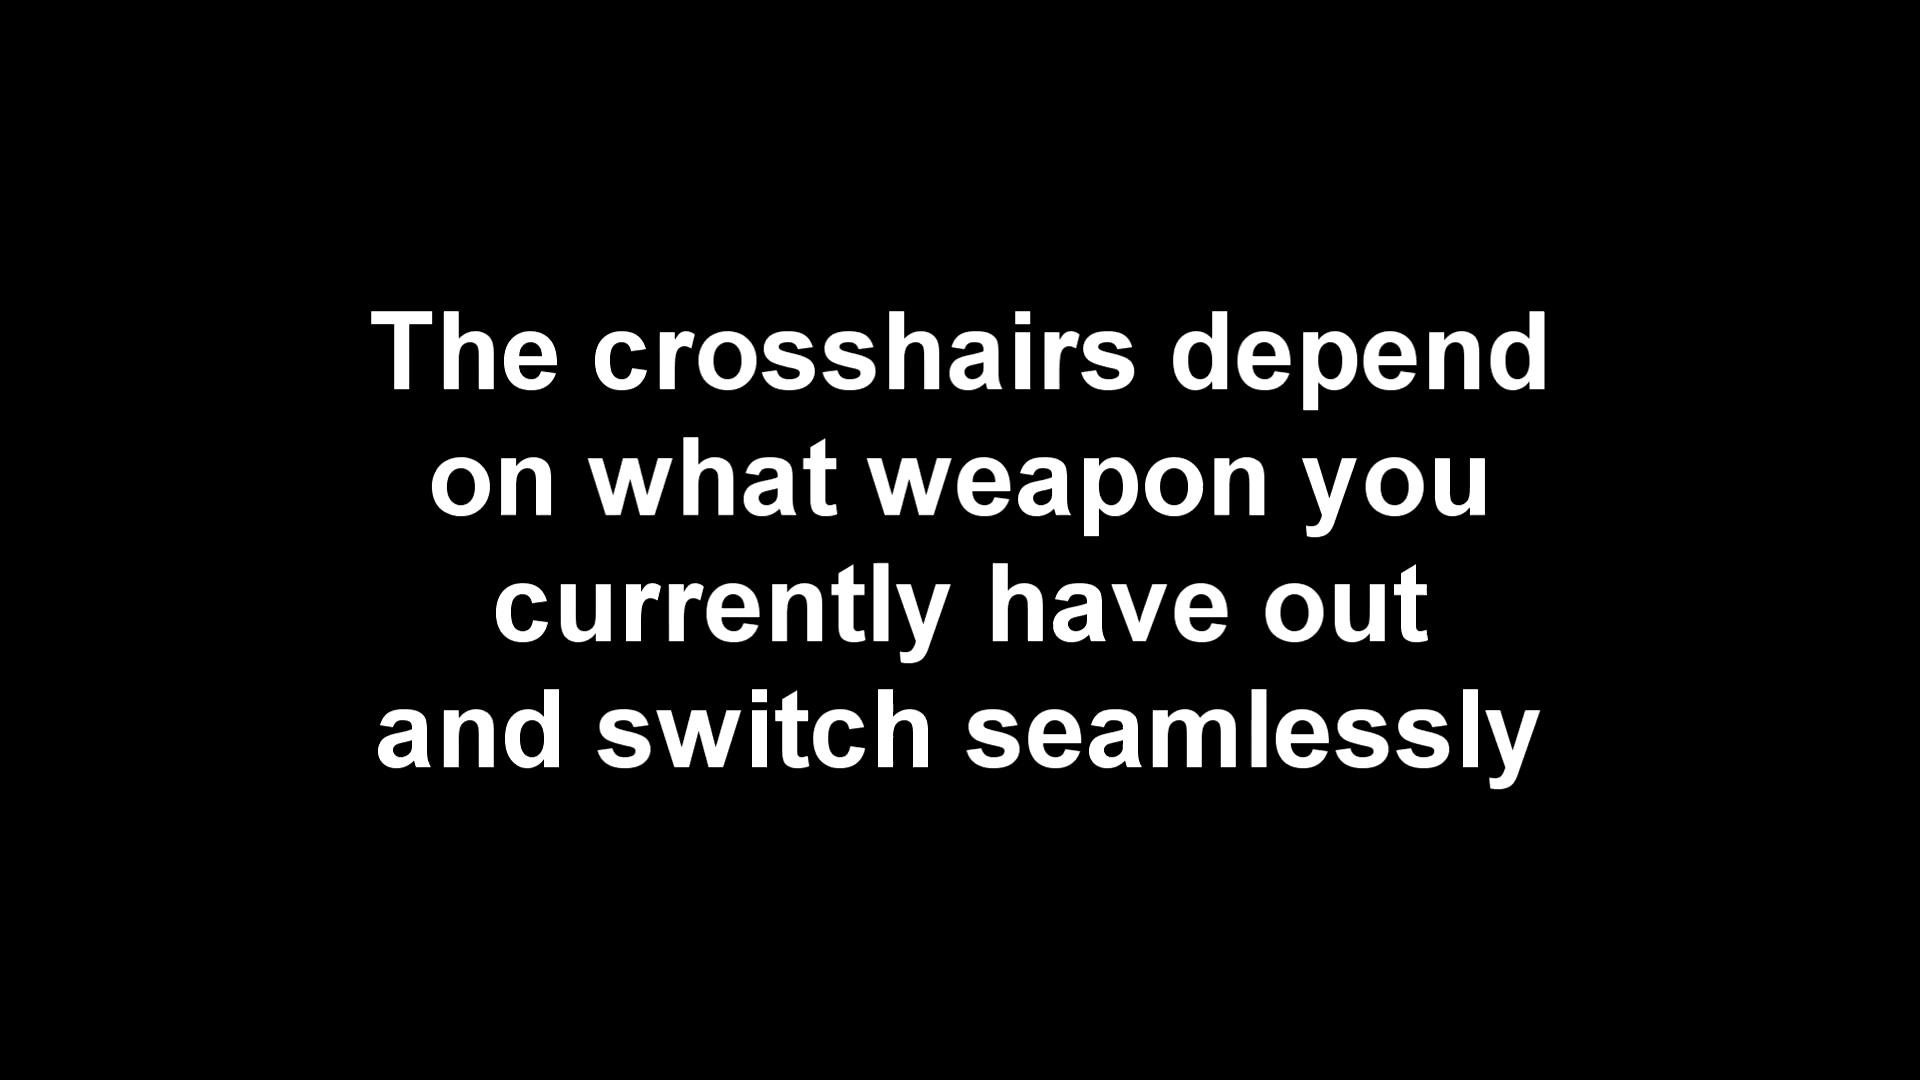 The crosshairs depend
on what weapon you
currently have out
and switch seamlessly